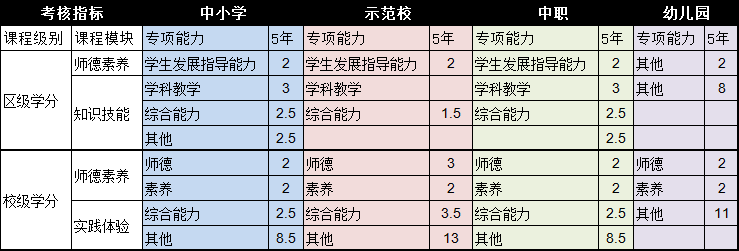 考核指标 中小学 示范校 中职 幼儿园
课程级别 课程模块 专项能力 5年 专项能力 5年 专项能力 5年 专项能力 5年
区级学分 师德素养 学生发展指导能力 2 学生发展指导能力 2 学生发展指导能力 2 其他 2
知识技能 学科教学 3 学科教学 学科教学 3 其他 8
综合能力 2.5 综合能力 1.5 综合能力 2.5
其他 2.5 2.5
校级学分 师德素养 师德 2 师德 3 师德 2 师德 2
素养 2 素养 2 素养 2 素养 2
实践体验 综合能力 2.5 综合能力 3.5 综合能力 2.5 其他 11
其他 8.5 其他 13 其他 8.5